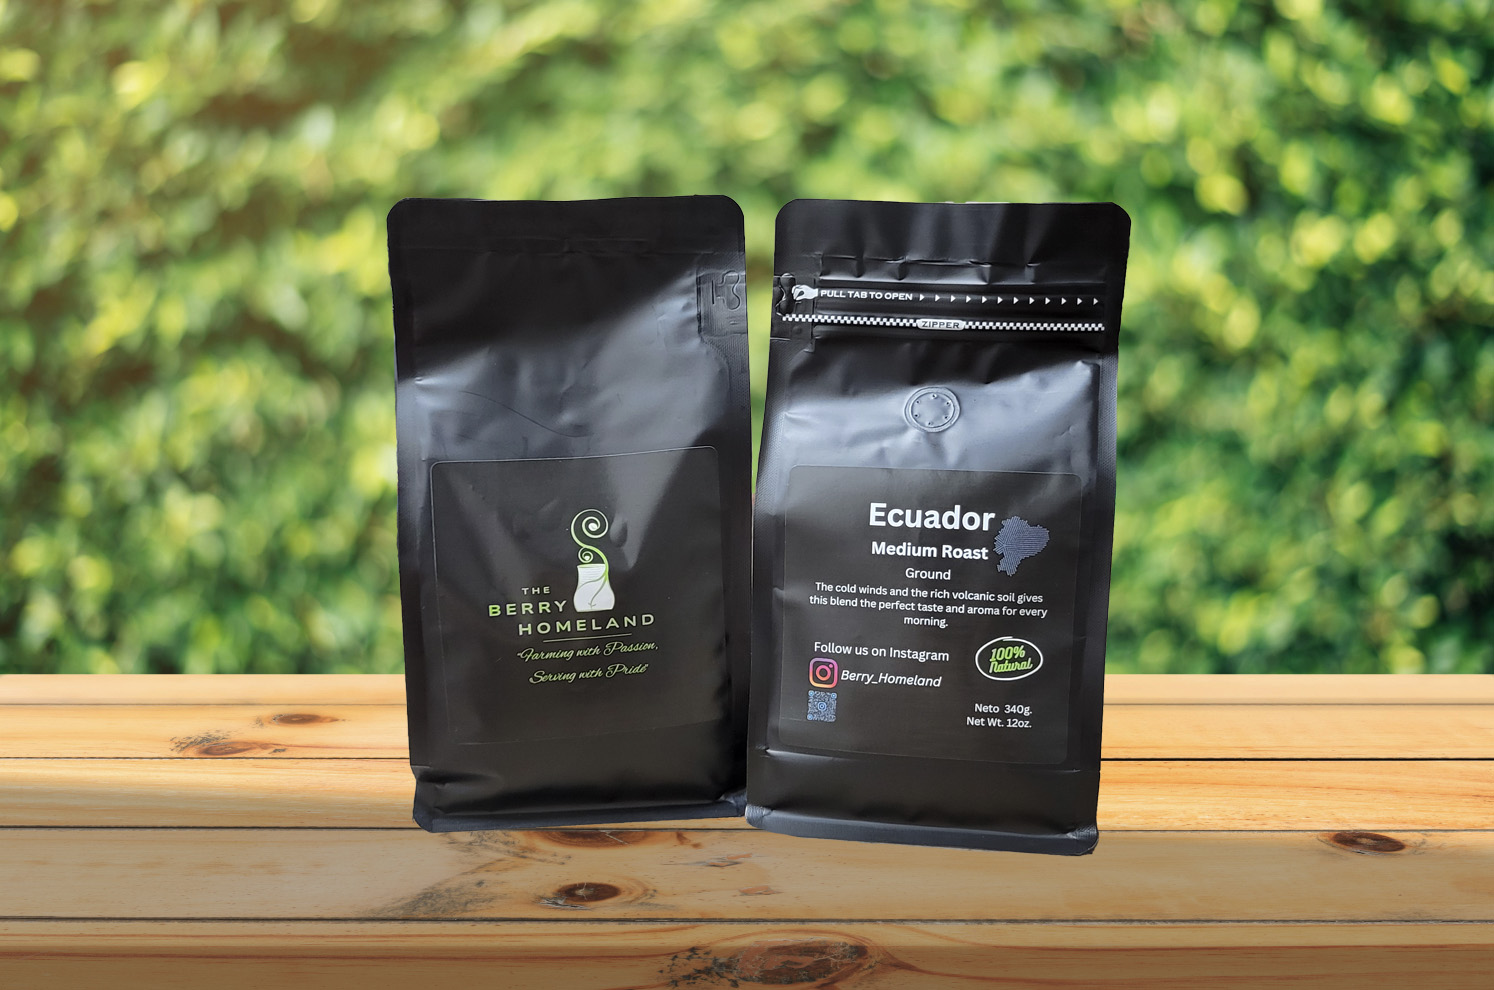 THE
BERRY
HOMELAND
"Farming with Passion,
Serving with Pride"
PULL TAB TO OPEN
ZIPPER
Ecuador
Medium Roast
Ground
The cold winds and the rich volcanic soil gives
this blend the perfect taste and aroma for every
morning.
Follow us on Instagram
Berry_Homeland
100%
Natural
Neto 340g.
Net Wt. 12oz.